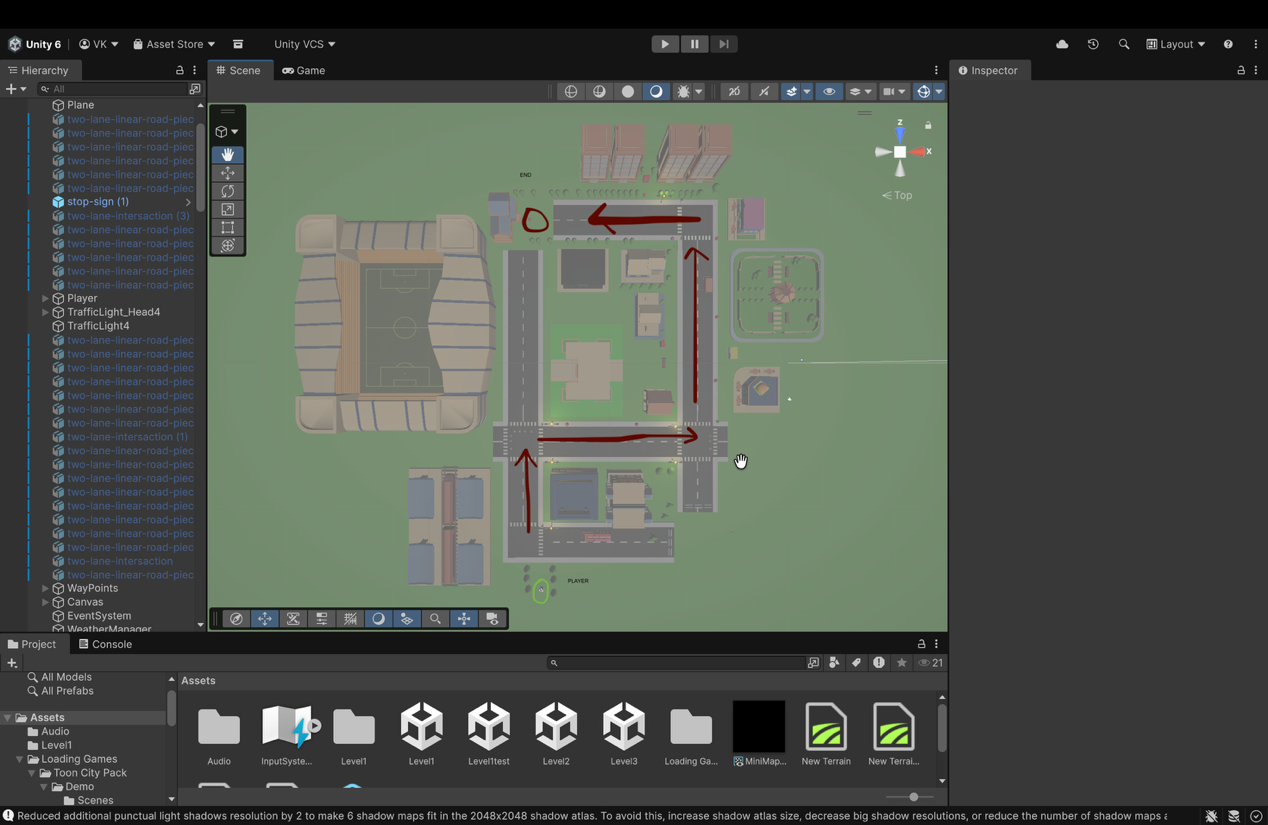 Unity 6 VK Asset Store Unity VCS Layout
Hierarchy Scene Game Inspector
All
Plane
two-lane-linear-road-piec
two-lane-linear-road-piec
two-lane-linear-road-piec
two-lane-linear-road-piec
two-lane-linear-road-piec
two-lane-linear-road-piec
stop-sign (1)
two-lane-intersaction (3)
two-lane-linear-road-piec
two-lane-linear-road-piec
two-lane-linear-road-piec
two-lane-linear-road-piec
two-lane-linear-road-piec
Player
TrafficLight_Head4
TrafficLight4
two-lane-linear-road-piec
two-lane-linear-road-piec
two-lane-linear-road-piec
two-lane-linear-road-piec
two-lane-linear-road-piec
two-lane-linear-road-piec
two-lane-linear-road-piec
two-lane-intersaction (1)
two-lane-linear-road-piec
two-lane-linear-road-piec
two-lane-linear-road-piec
two-lane-linear-road-piec
two-lane-linear-road-piec
two-lane-linear-road-piec
two-lane-linear-road-piec
two-lane-linear-road-piec
two-lane-intersaction
two-lane-linear-road-piec
WayPoints
Canvas
EventSystem
WeatherManager
END
PLAYER
z
x
Top
Project Console
21
All Models
All Prefabs
Assets
Audio
Level1
Loading Games
Toon City Pack
Demo
Scenes
Assets
Audio InputSyste... Level1 Level1 Level1test Level2 Level3 Loading Ga... MiniMap... New Terrain New Terrai...
Reduced additional punctual light shadows resolution by 2 to make 6 shadow maps fit in the 2048x2048 shadow atlas. To avoid this, increase shadow atlas size, decrease big shadow resolutions, or reduce the number of shadow maps